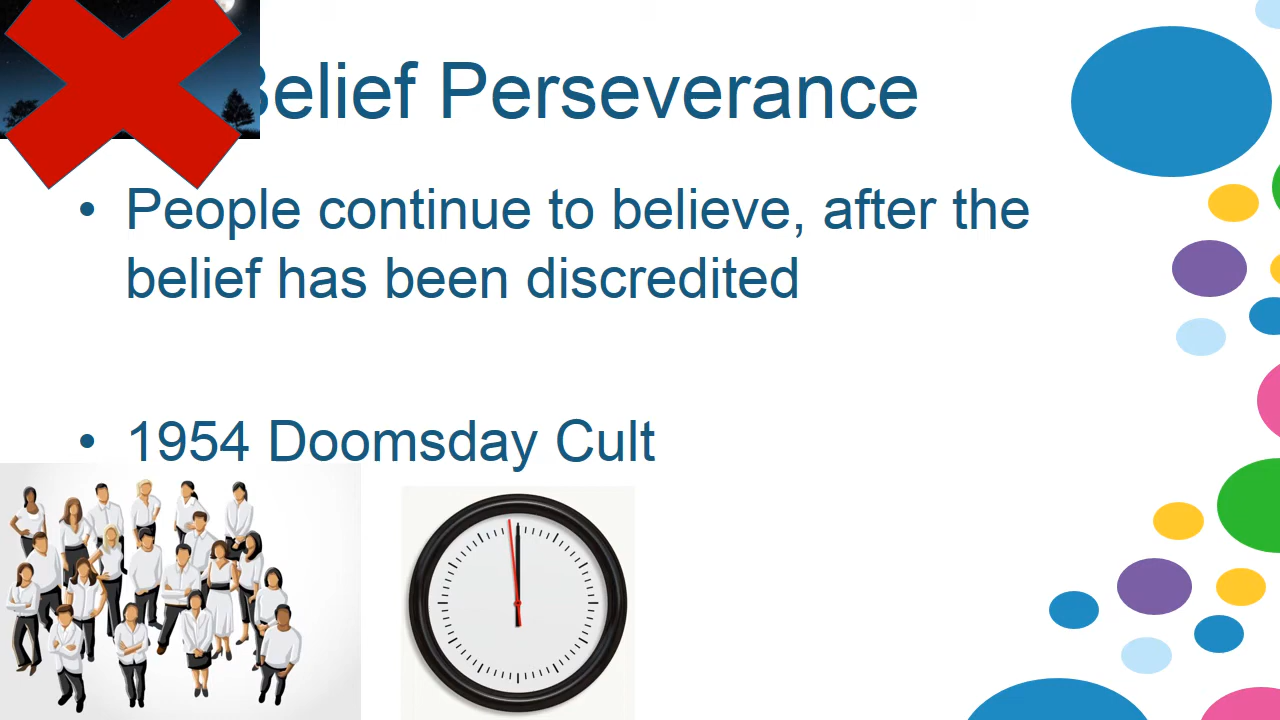 Belief Perseverance
• People continue to believe, after the
belief has been discredited
• 1954 Doomsday Cult